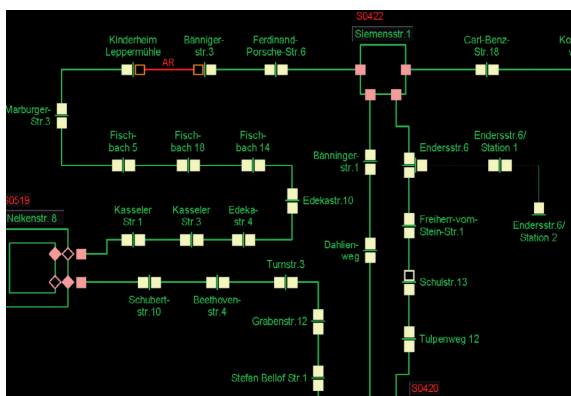 S0422
Kinderheim
Leppermühle
Bänniger-
str.3
Ferdinand-
Porsche-Str.6
Siemensstr.1
Carl-Benz-
Str.18
Ko
AR
Marburger-
Str.3
Fisch-
bach 5
Fisch-
bach 18
Fisch-
bach 14
Bänninger-
str.1
Endersstr.6
Endersstr.6/
Station 1
S0519
Nelkenstr. 8
Kasseler
Str.1
Kasseler
Str.3
Edeka-
str.4
Edekastr.10
Freiherr-vom-
Stein-Str.1
Endersstr.6/
Station 2
Dahlien-
weg
Turnstr.3
Schubert-
str.10
Beethoven-
str.4
Schulstr.13
Grabenstr.12
Tulpenweg 12
Stefan Bellof Str.1
S0420